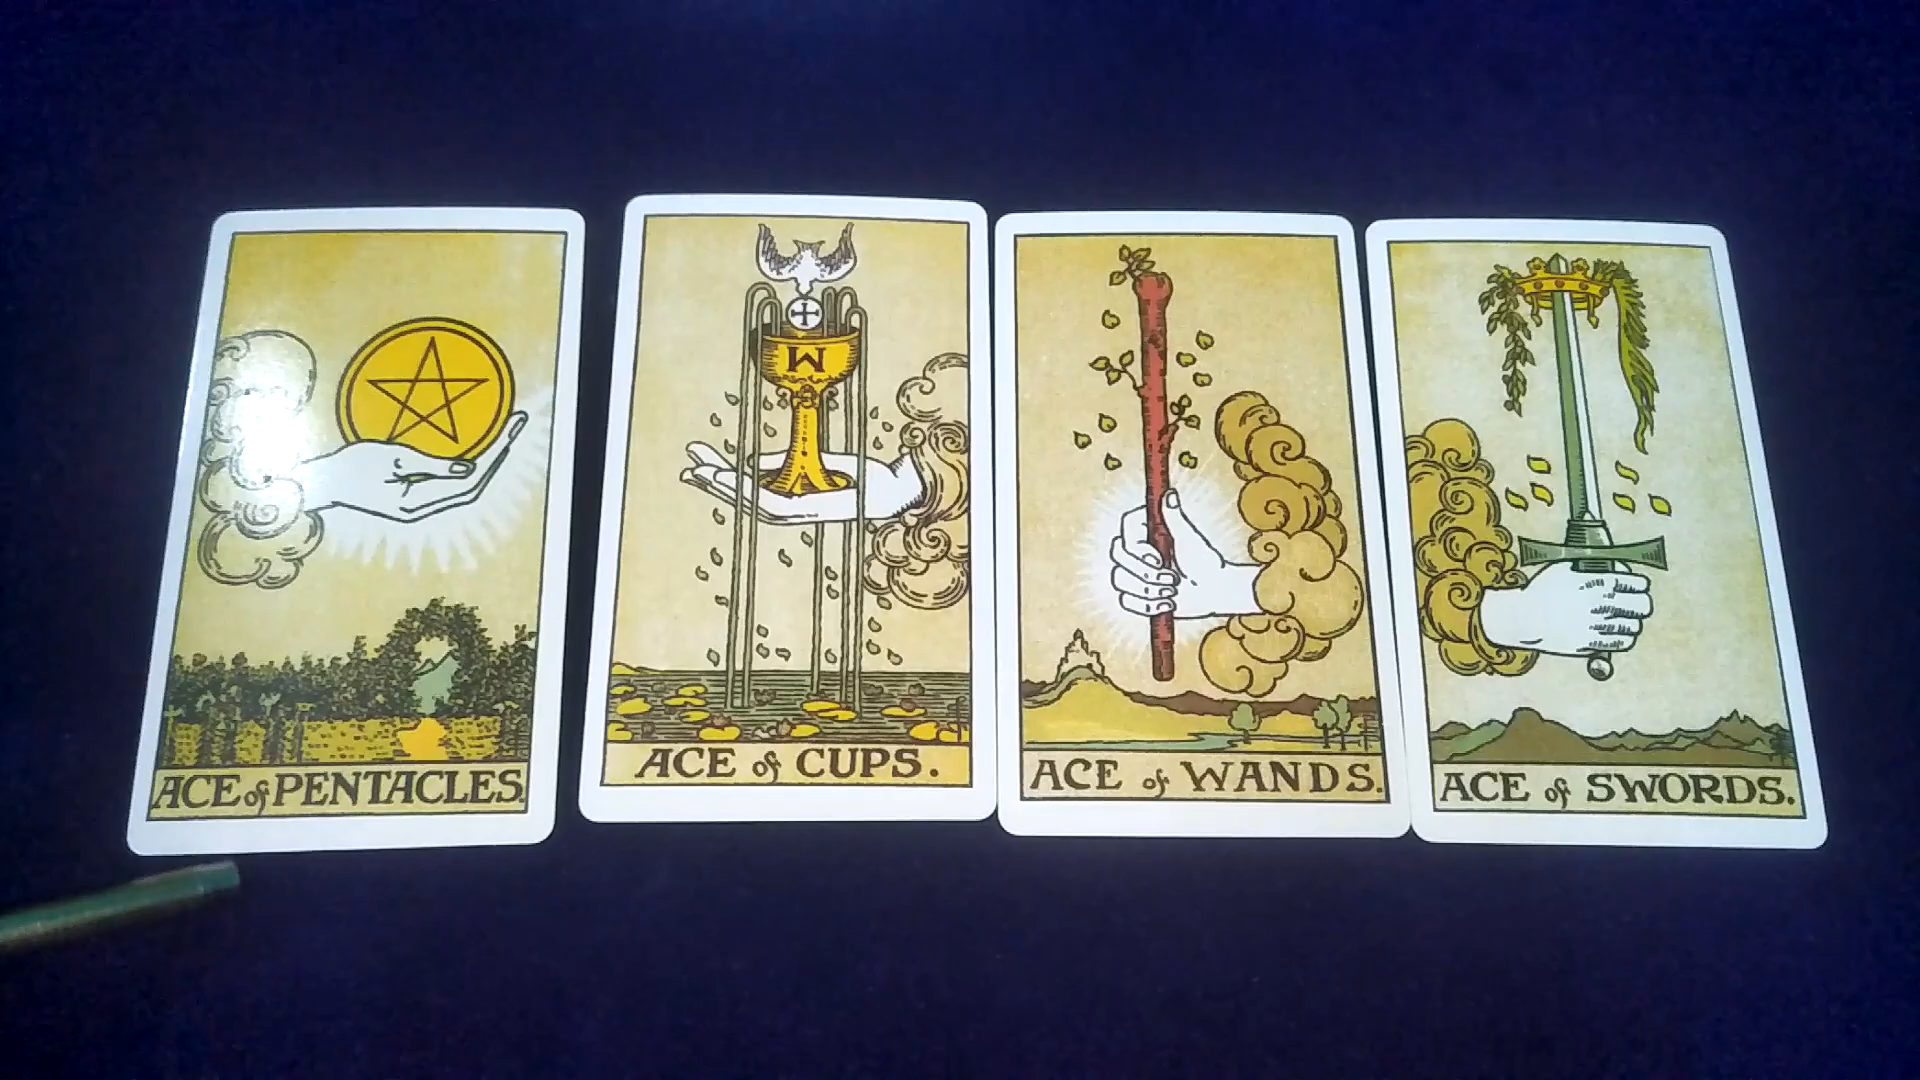 ACE of PENTACLES.
W
ACE of CUPS.
ACE of WANDS.
ACE of SWORDS.